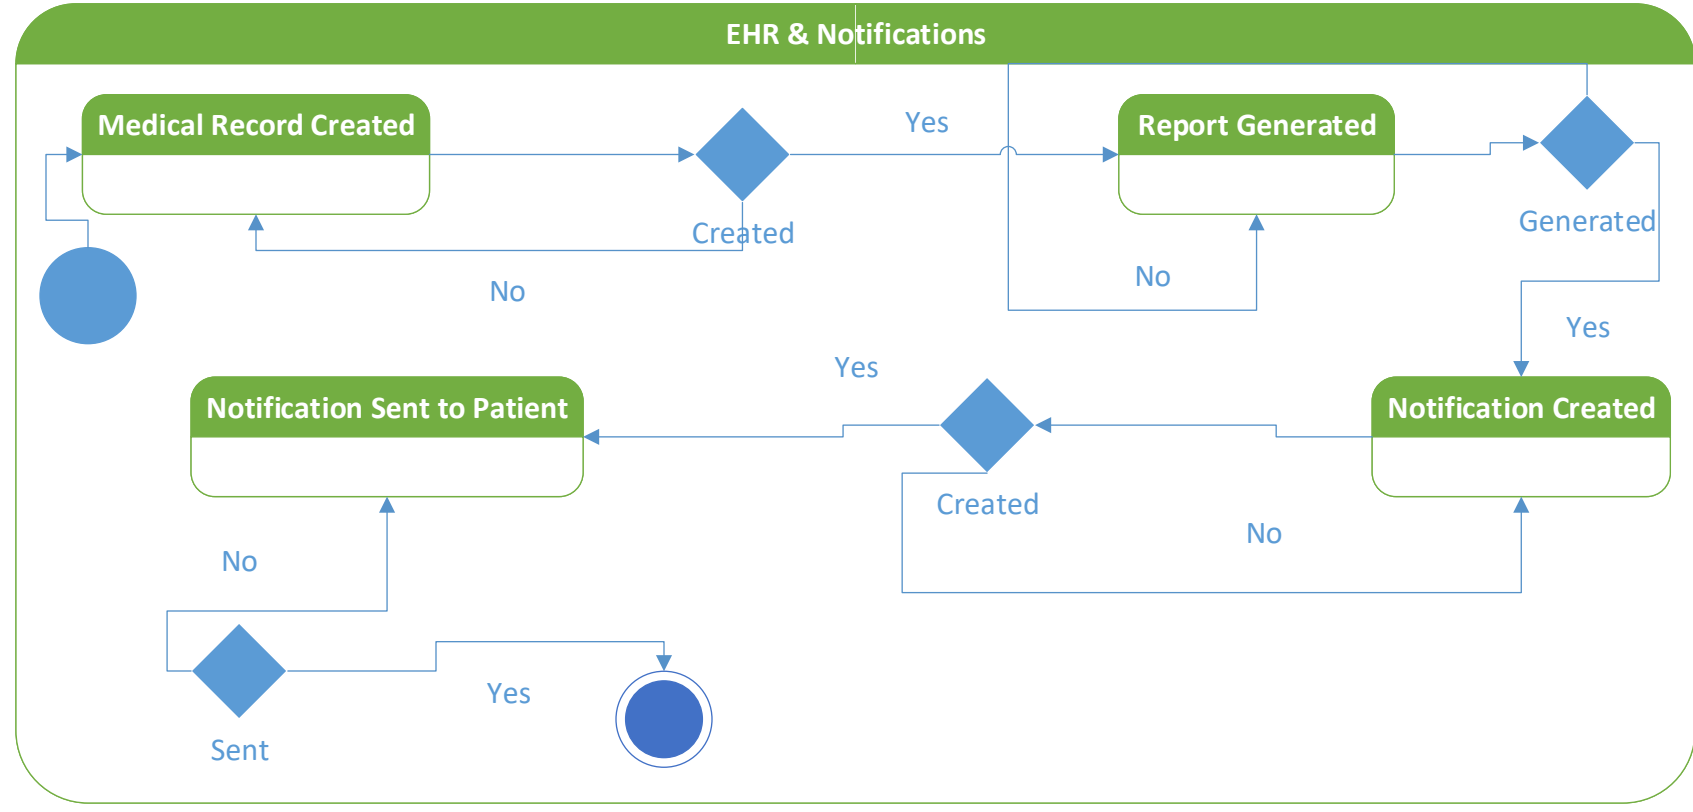 EHR & Notifications
Medical Record Created
Yes
Report Generated
Created
Generated
No
No
Yes
Yes
Notification Sent to Patient
Notification Created
Created
No
No
Yes
Sent